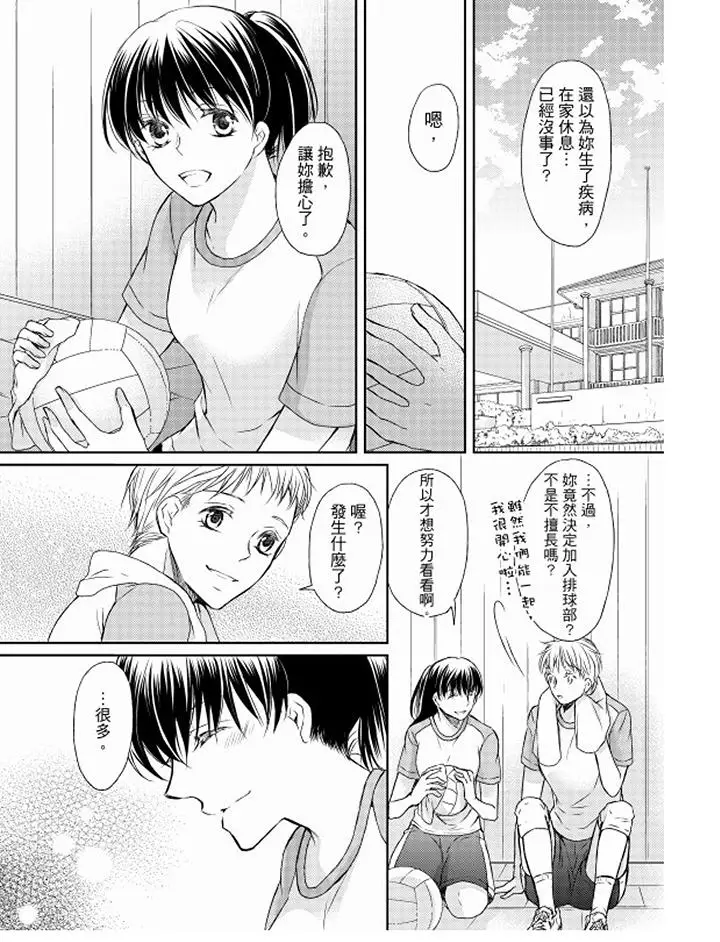 還以為妳生了疾病，
在家休息…
已經沒事了？
嗯，
抱歉，
讓妳擔心了。
…不過，
妳竟然決定加入排球部？
不是不擅長嗎？
雖然我們能一起…
我很開心啦…
所以才想努力看看啊。
喔？
發生什麼了？
…很多。